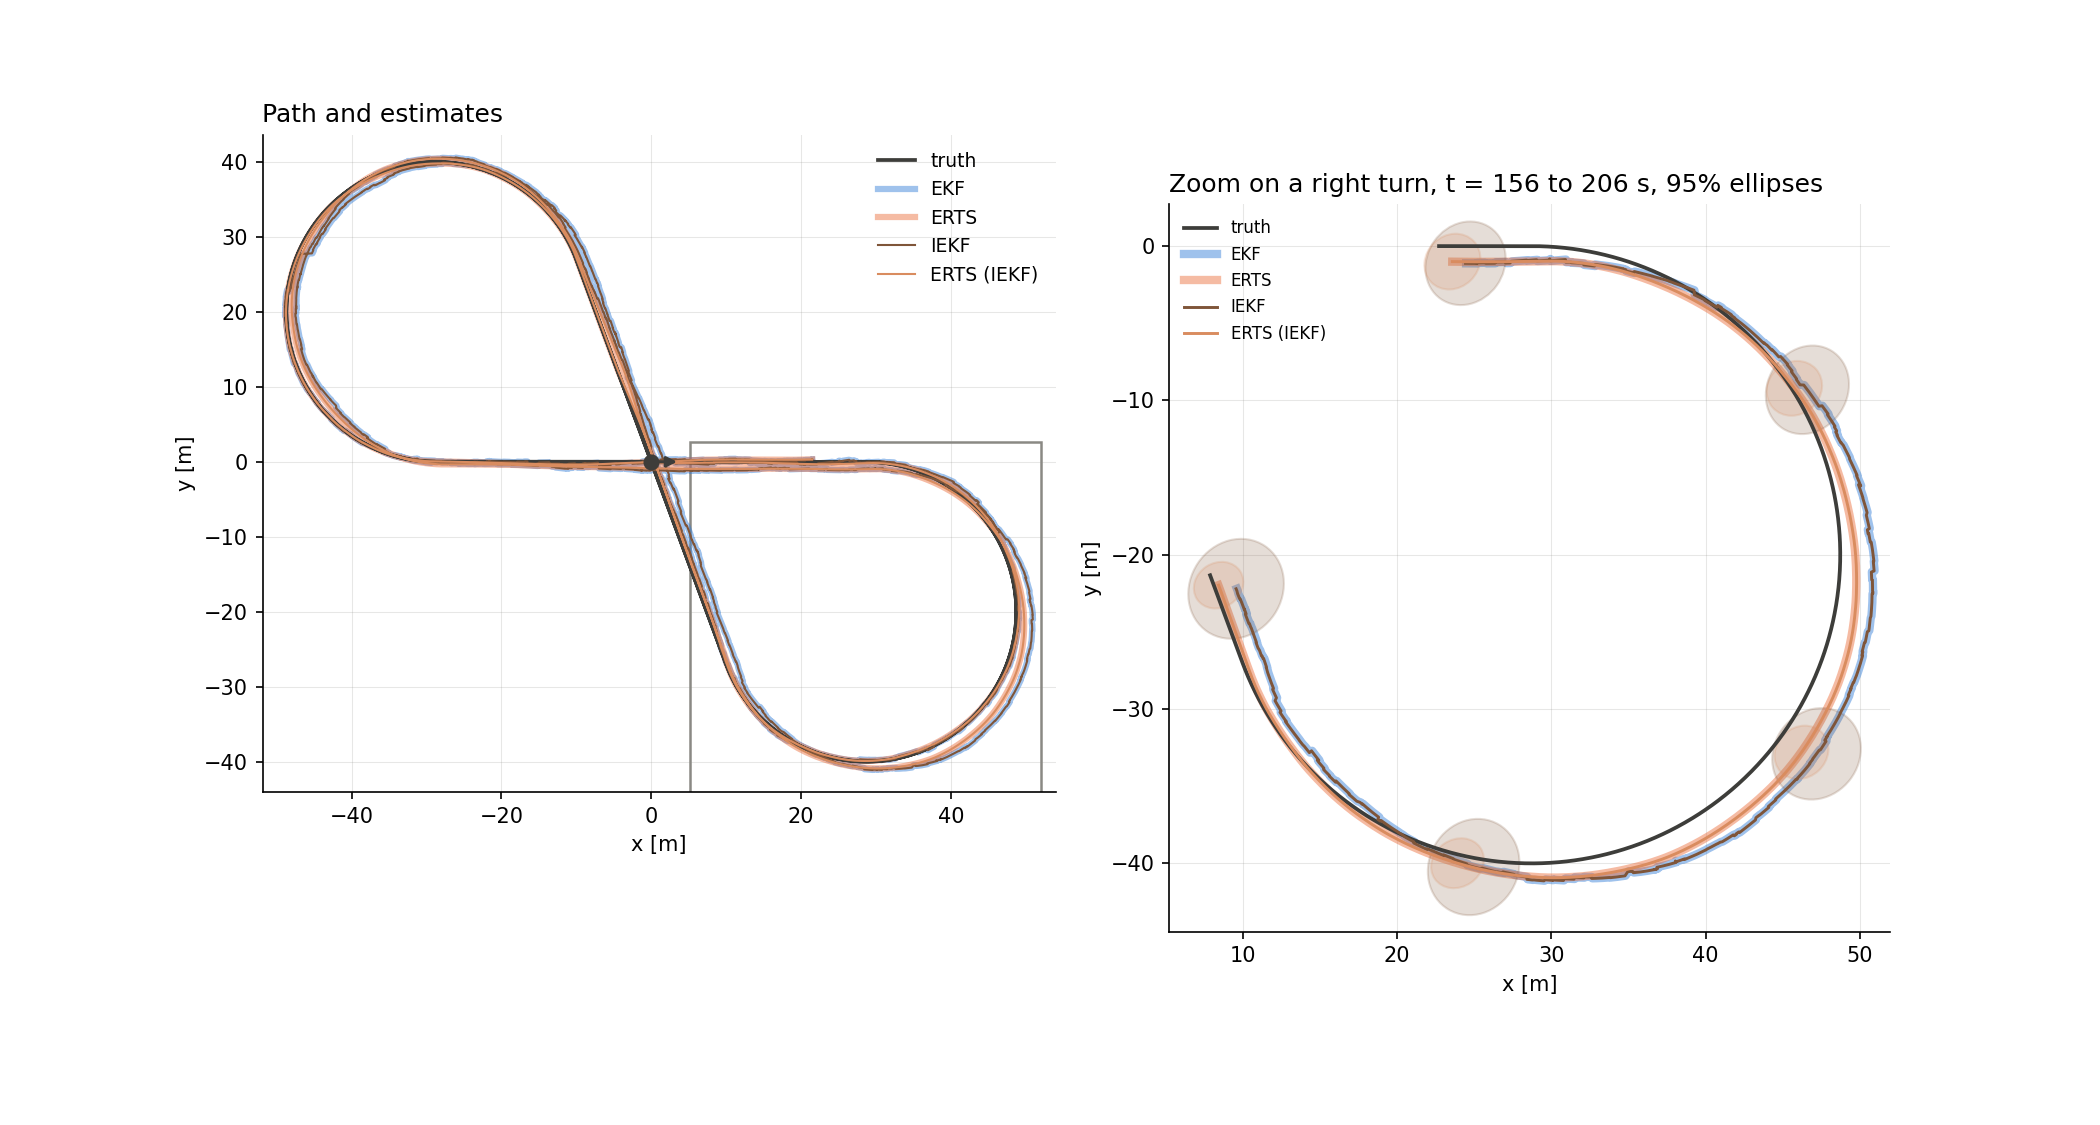 Path and estimates
truth
EKF
ERTS
IEKF
ERTS (IEKF)
40
30
20
10
0
−10
−20
−30
−40
y [m]
−40
−20
0
20
40
x [m]
Zoom on a right turn, t = 156 to 206 s, 95% ellipses
truth
EKF
ERTS
IEKF
ERTS (IEKF)
0
−10
−20
−30
−40
y [m]
10
20
30
40
50
x [m]